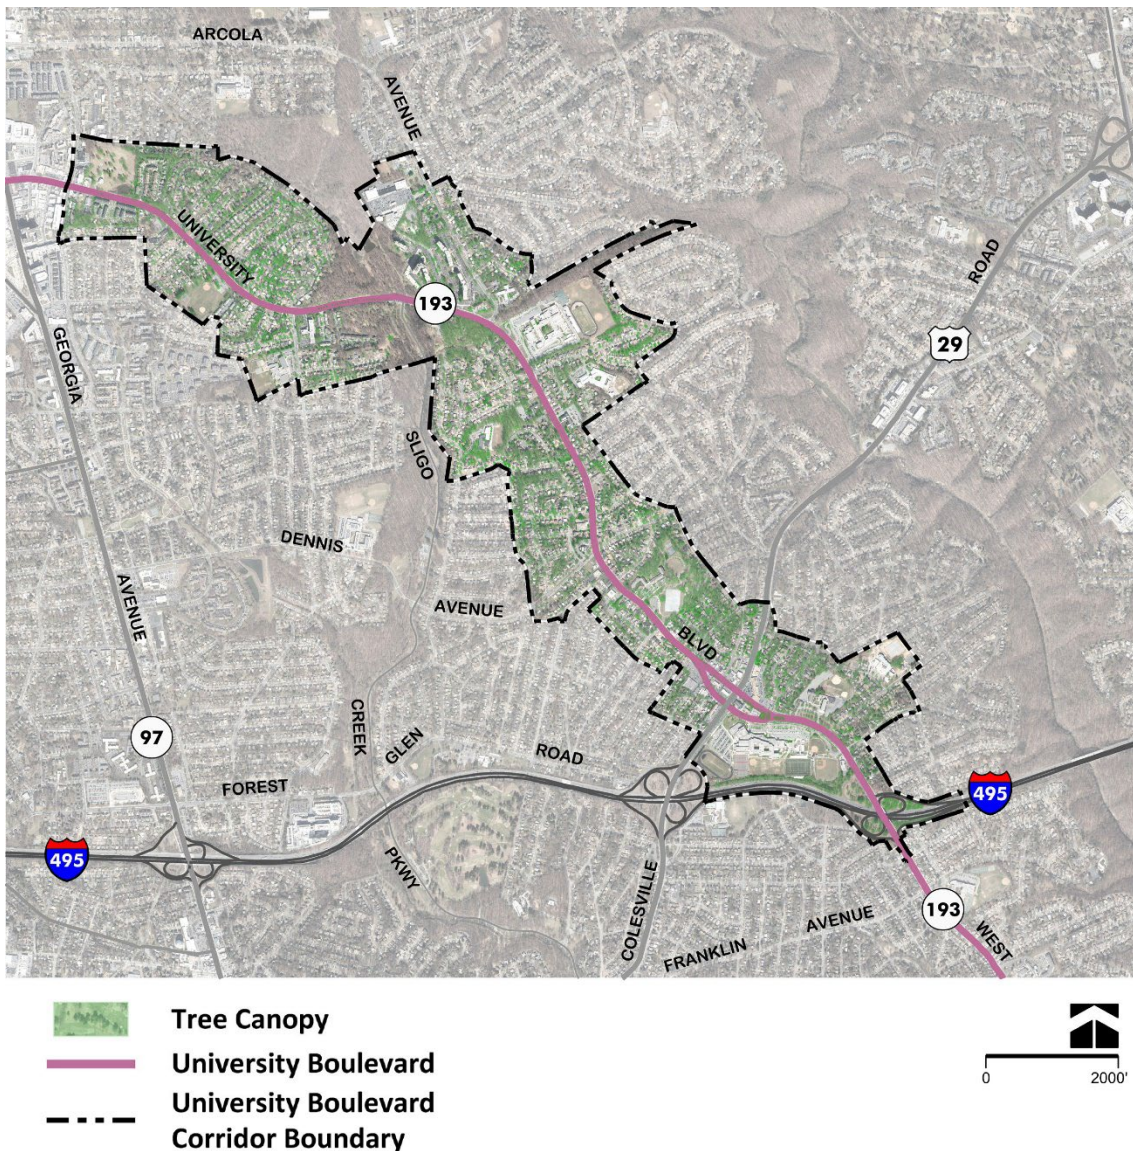 ARCOLA
AVENUE
UNIVERSITY
193
ROAD
29
GEORGIA
SLIGO
DENNIS
AVENUE
AVENUE
BLVD
97
CREEK
GLEN
ROAD
FOREST
495
495
PKWY
COLESVILLE
AVENUE
193
WEST
FRANKLIN
Tree Canopy
University Boulevard
University Boulevard
Corridor Boundary
0 2000'